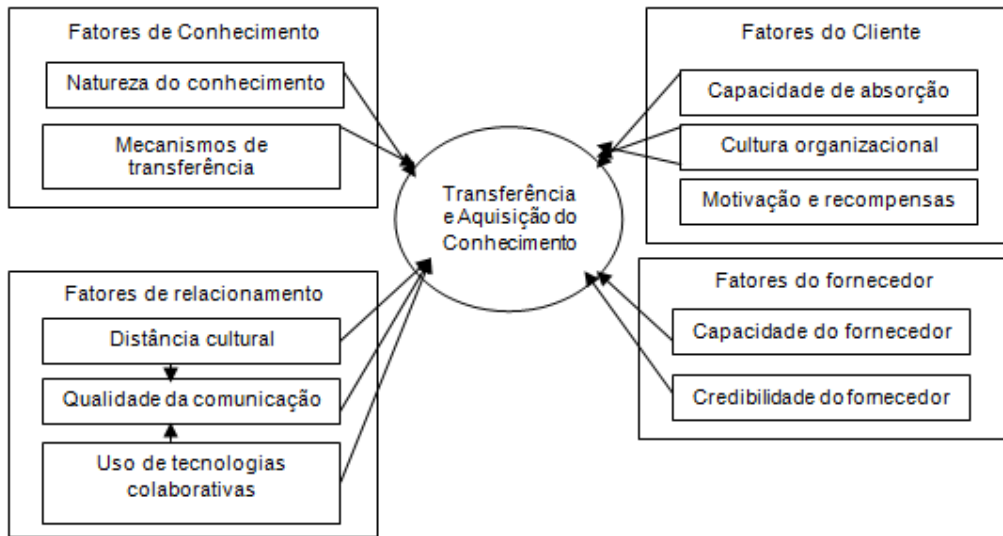 Fatores de Conhecimento
Natureza do conhecimento
Mecanismos de
transferência
Fatores do Cliente
Capacidade de absorção
Cultura organizacional
Motivação e recompensas
Transferência
e Aquisição do
Conhecimento
Fatores de relacionamento
Distância cultural
Qualidade da comunicação
Uso de tecnologias
colaborativas
Fatores do fornecedor
Capacidade do fornecedor
Credibilidade do fornecedor